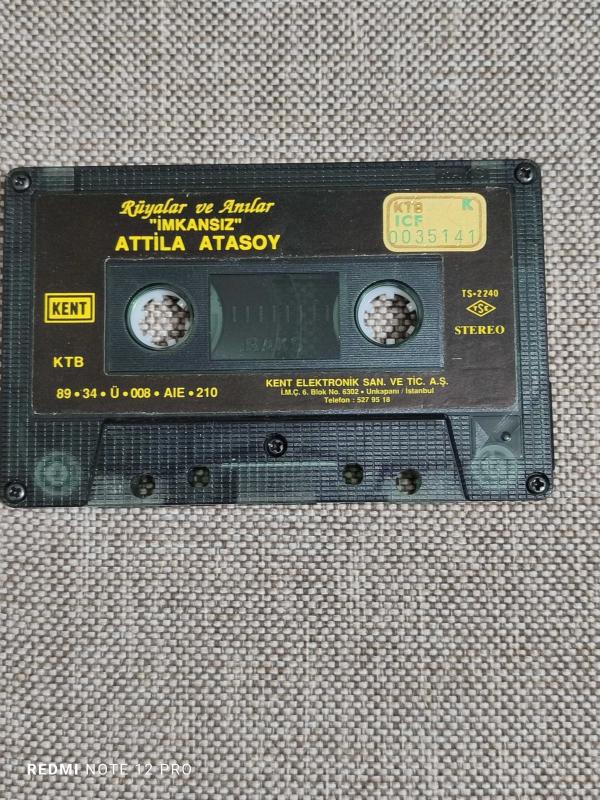 Rüyalar ve Anılar
"İMKANSIZ"
ATTİLA ATASOY
KTB K
ICF
0035141
KENT
TS•2240
TSE
STEREO
KTB
89•34•Ü•008•AIE•210
KENT ELEKTRONİK SAN. VE TİC. A.Ş.
İ.M.Ç. 6. Blok No. 6302 • Unkapanı / İstanbul
Telefon : 527 95 18
REDMI NOTE 12 PRO